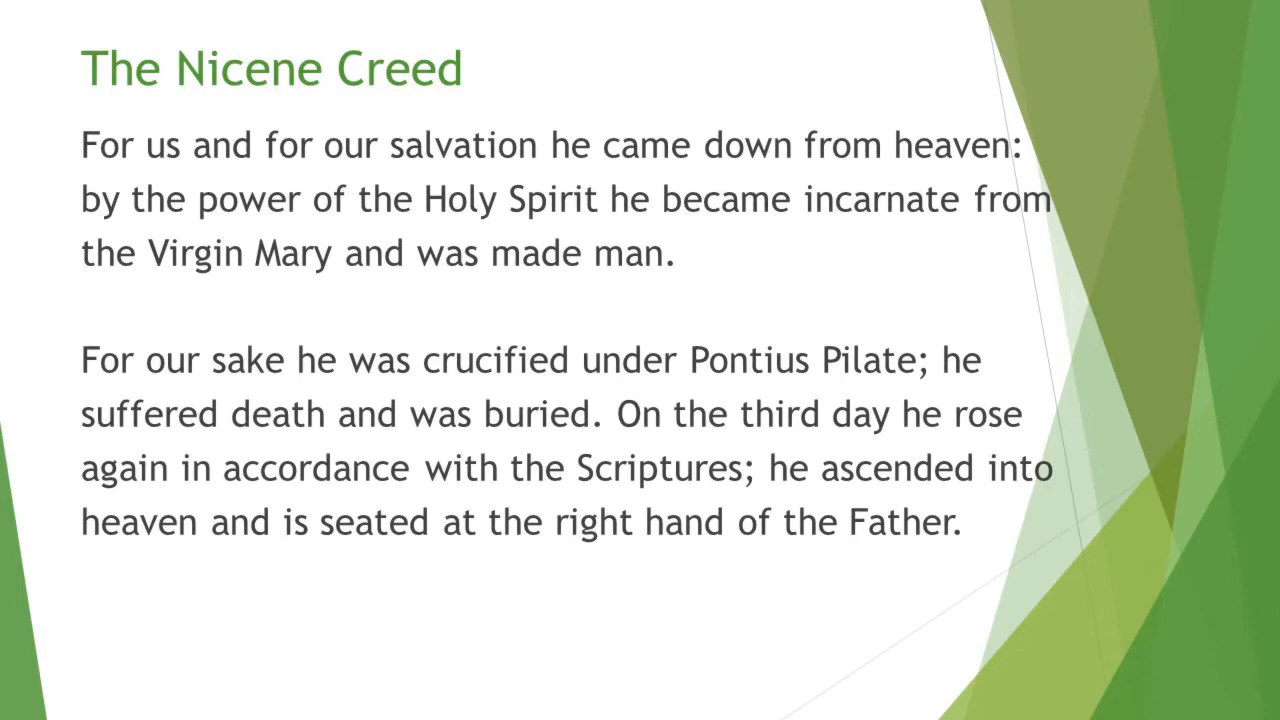 The Nicene Creed
For us and for our salvation he came down from heaven:
by the power of the Holy Spirit he became incarnate from
the Virgin Mary and was made man.
For our sake he was crucified under Pontius Pilate; he
suffered death and was buried. On the third day he rose
again in accordance with the Scriptures; he ascended into
heaven and is seated at the right hand of the Father.